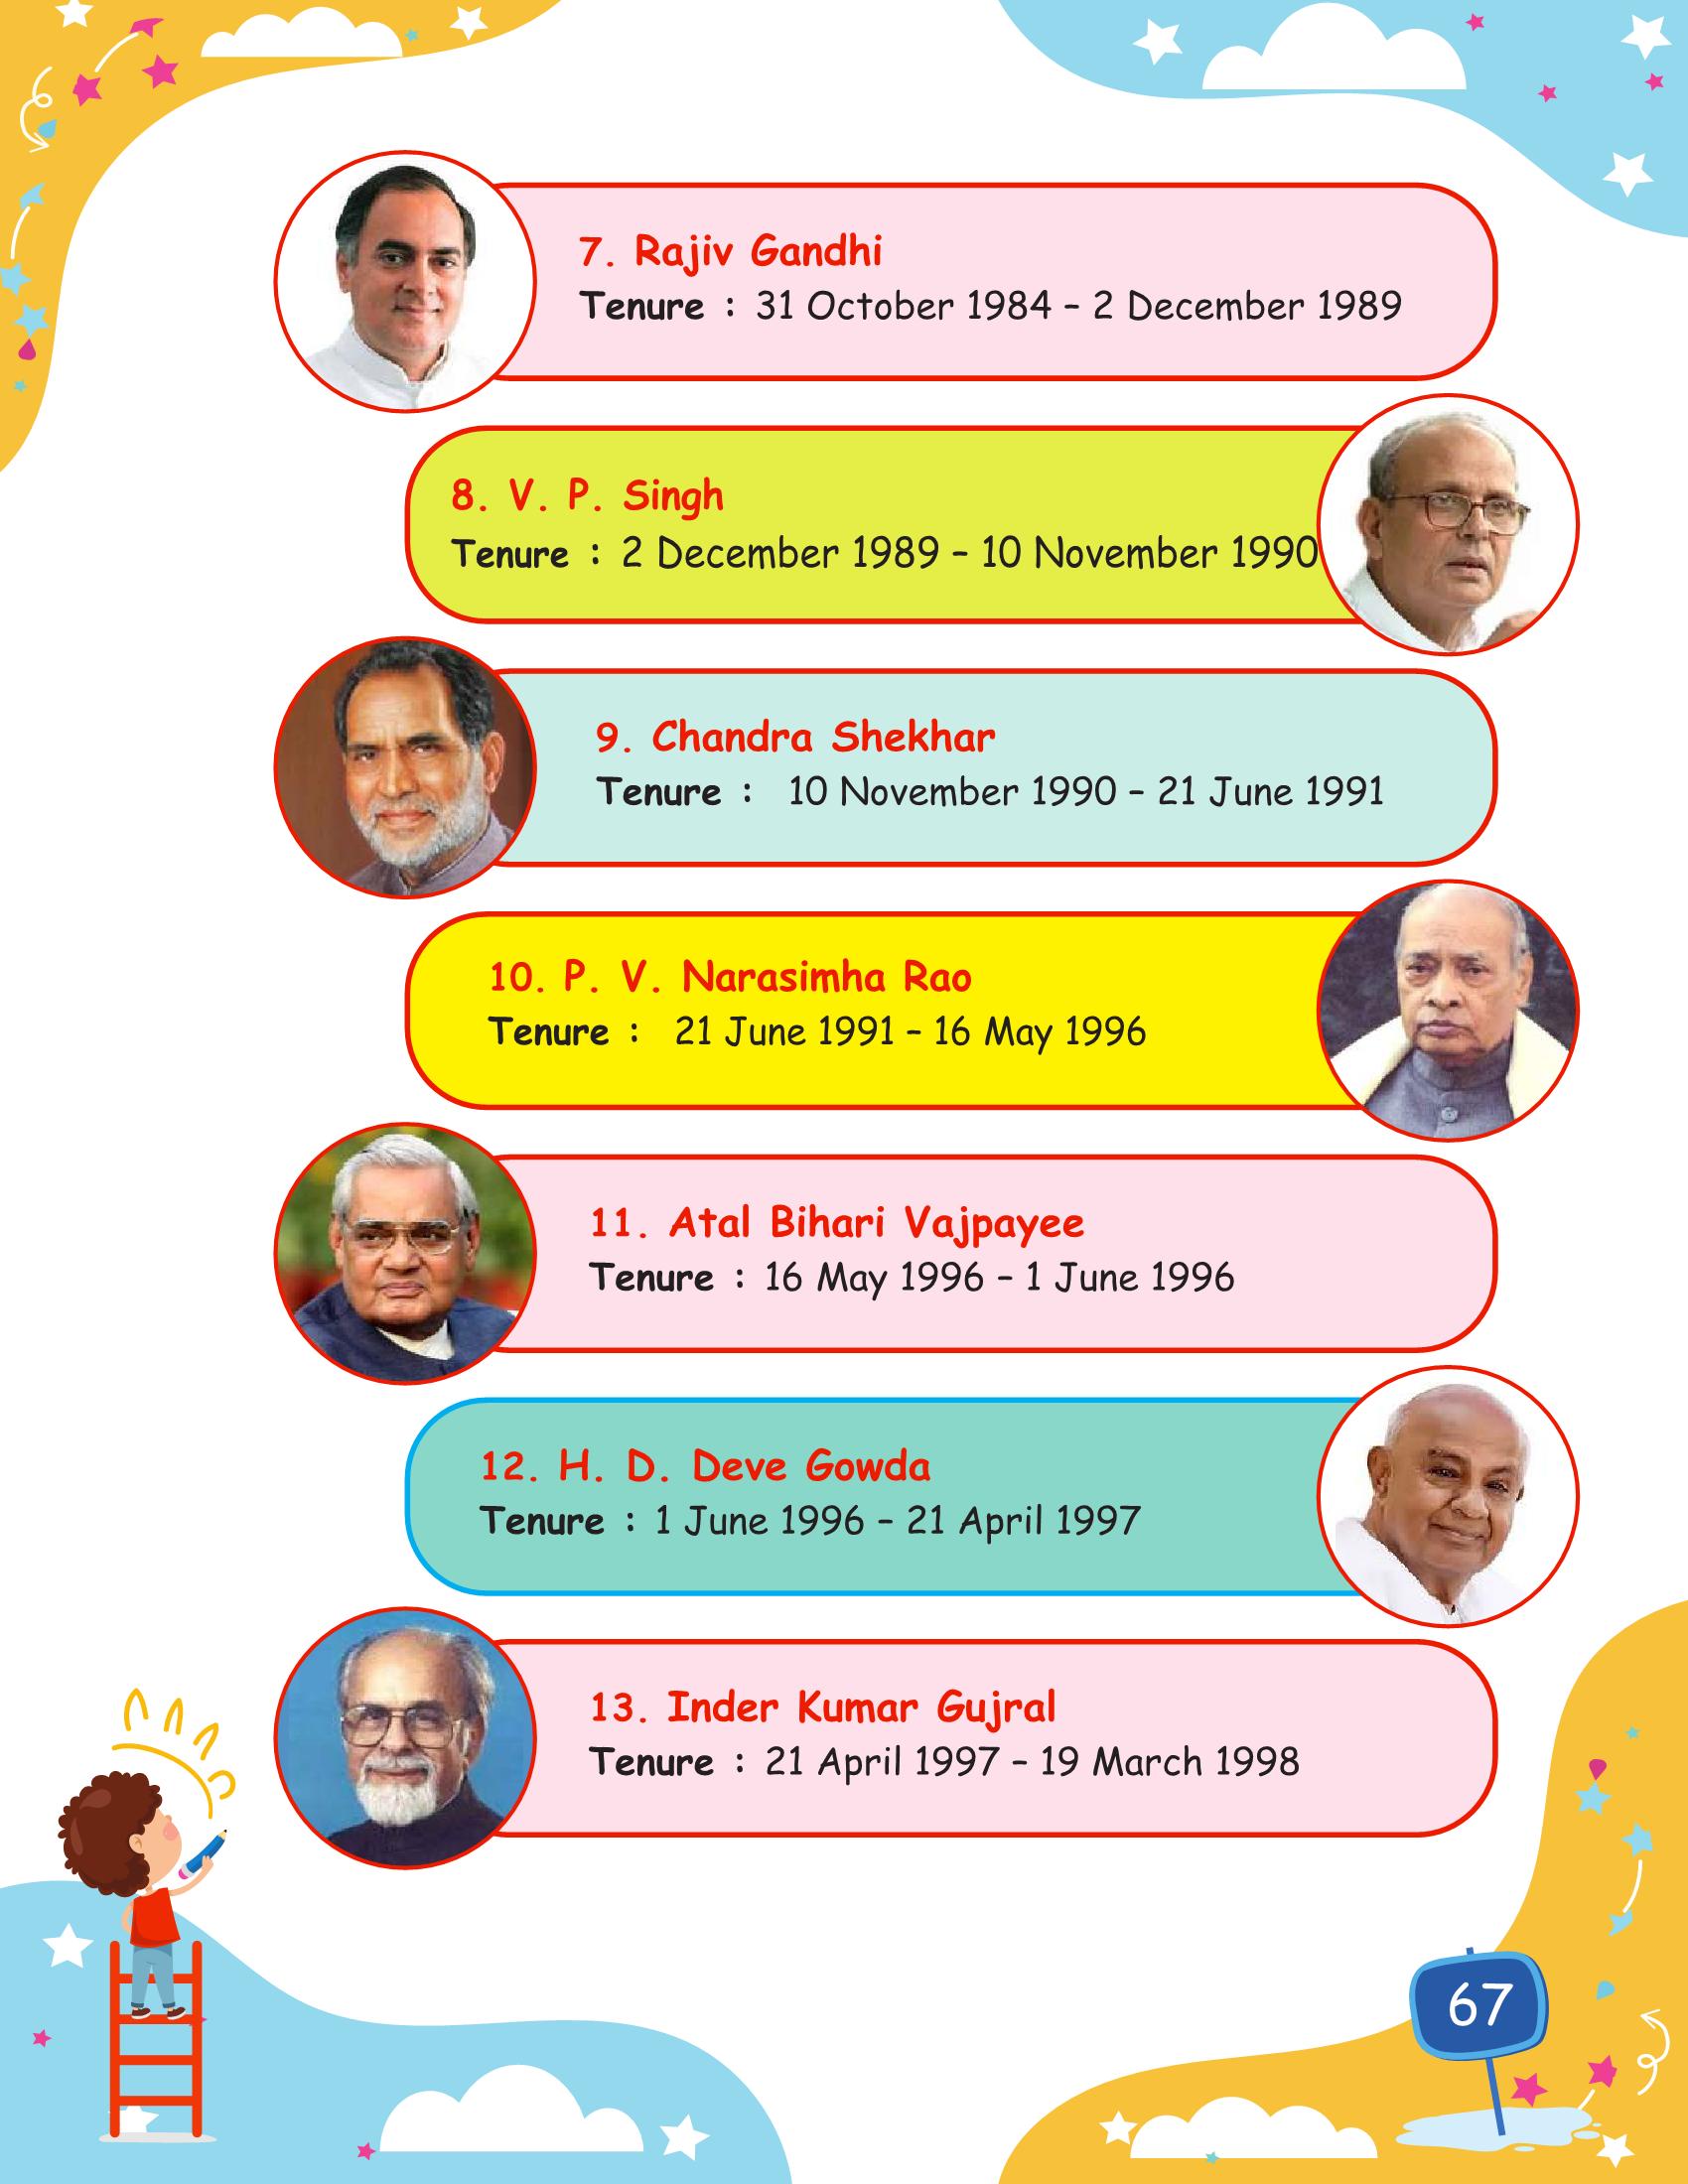 7. Rajiv Gandhi
Tenure : 31 October 1984 – 2 December 1989
8. V. P. Singh
Tenure : 2 December 1989 – 10 November 1990
9. Chandra Shekhar
Tenure : 10 November 1990 – 21 June 1991
10. P. V. Narasimha Rao
Tenure : 21 June 1991 – 16 May 1996
11. Atal Bihari Vajpayee
Tenure : 16 May 1996 – 1 June 1996
12. H. D. Deve Gowda
Tenure : 1 June 1996 – 21 April 1997
13. Inder Kumar Gujral
Tenure : 21 April 1997 – 19 March 1998
67